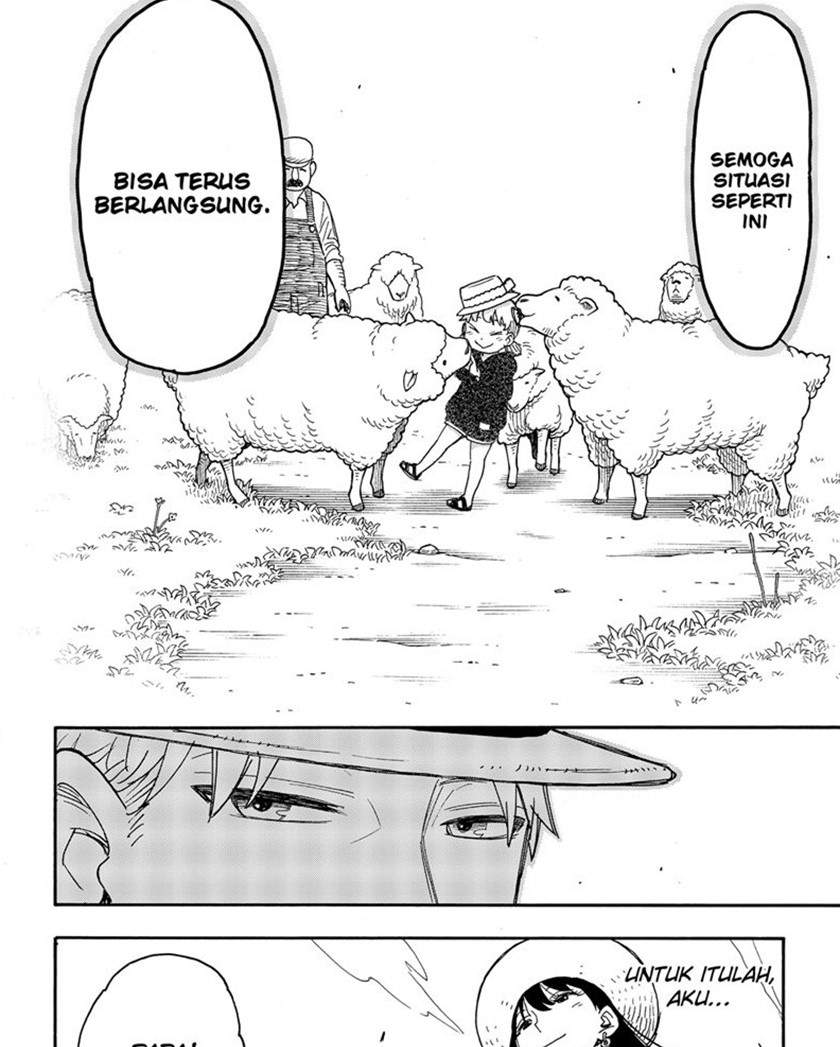 SEMOGA
SITUASI
SEPERTI
INI
BISA TERUS
BERLANGSUNG.
UNTUK ITULAH,
AKU...